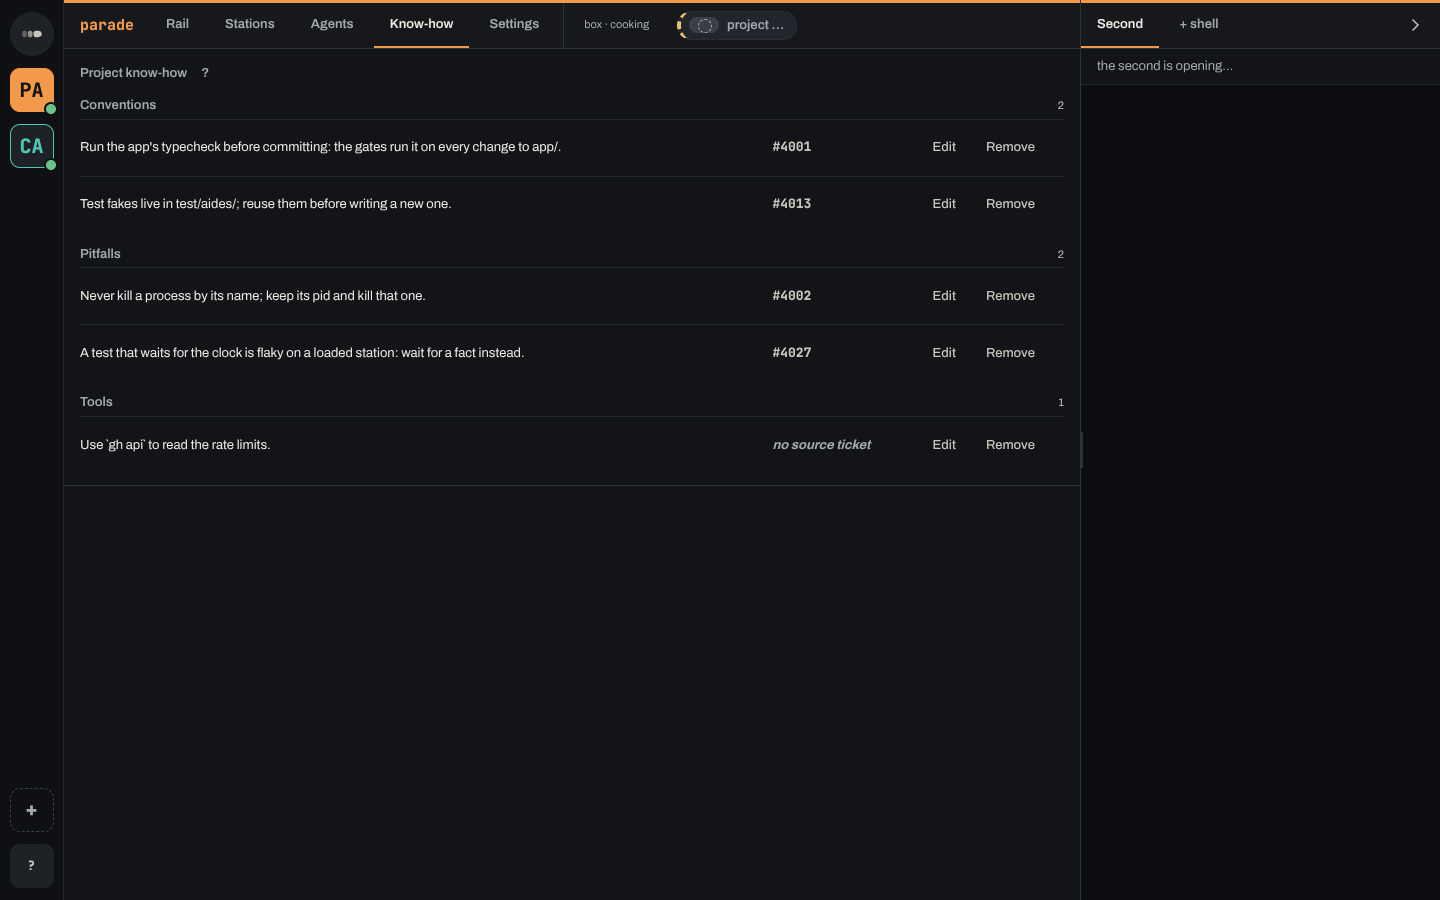 parade Rail Stations Agents Know-how Settings box · cooking project ... Second + shell
PA
CA
the second is opening...
Project know-how ?
Conventions 2
Run the app's typecheck before committing: the gates run it on every change to app/. #4001 Edit Remove
Test fakes live in test/aides/; reuse them before writing a new one. #4013 Edit Remove
Pitfalls 2
Never kill a process by its name; keep its pid and kill that one. #4002 Edit Remove
A test that waits for the clock is flaky on a loaded station: wait for a fact instead. #4027 Edit Remove
Tools 1
Use `gh api` to read the rate limits. no source ticket Edit Remove
+
?